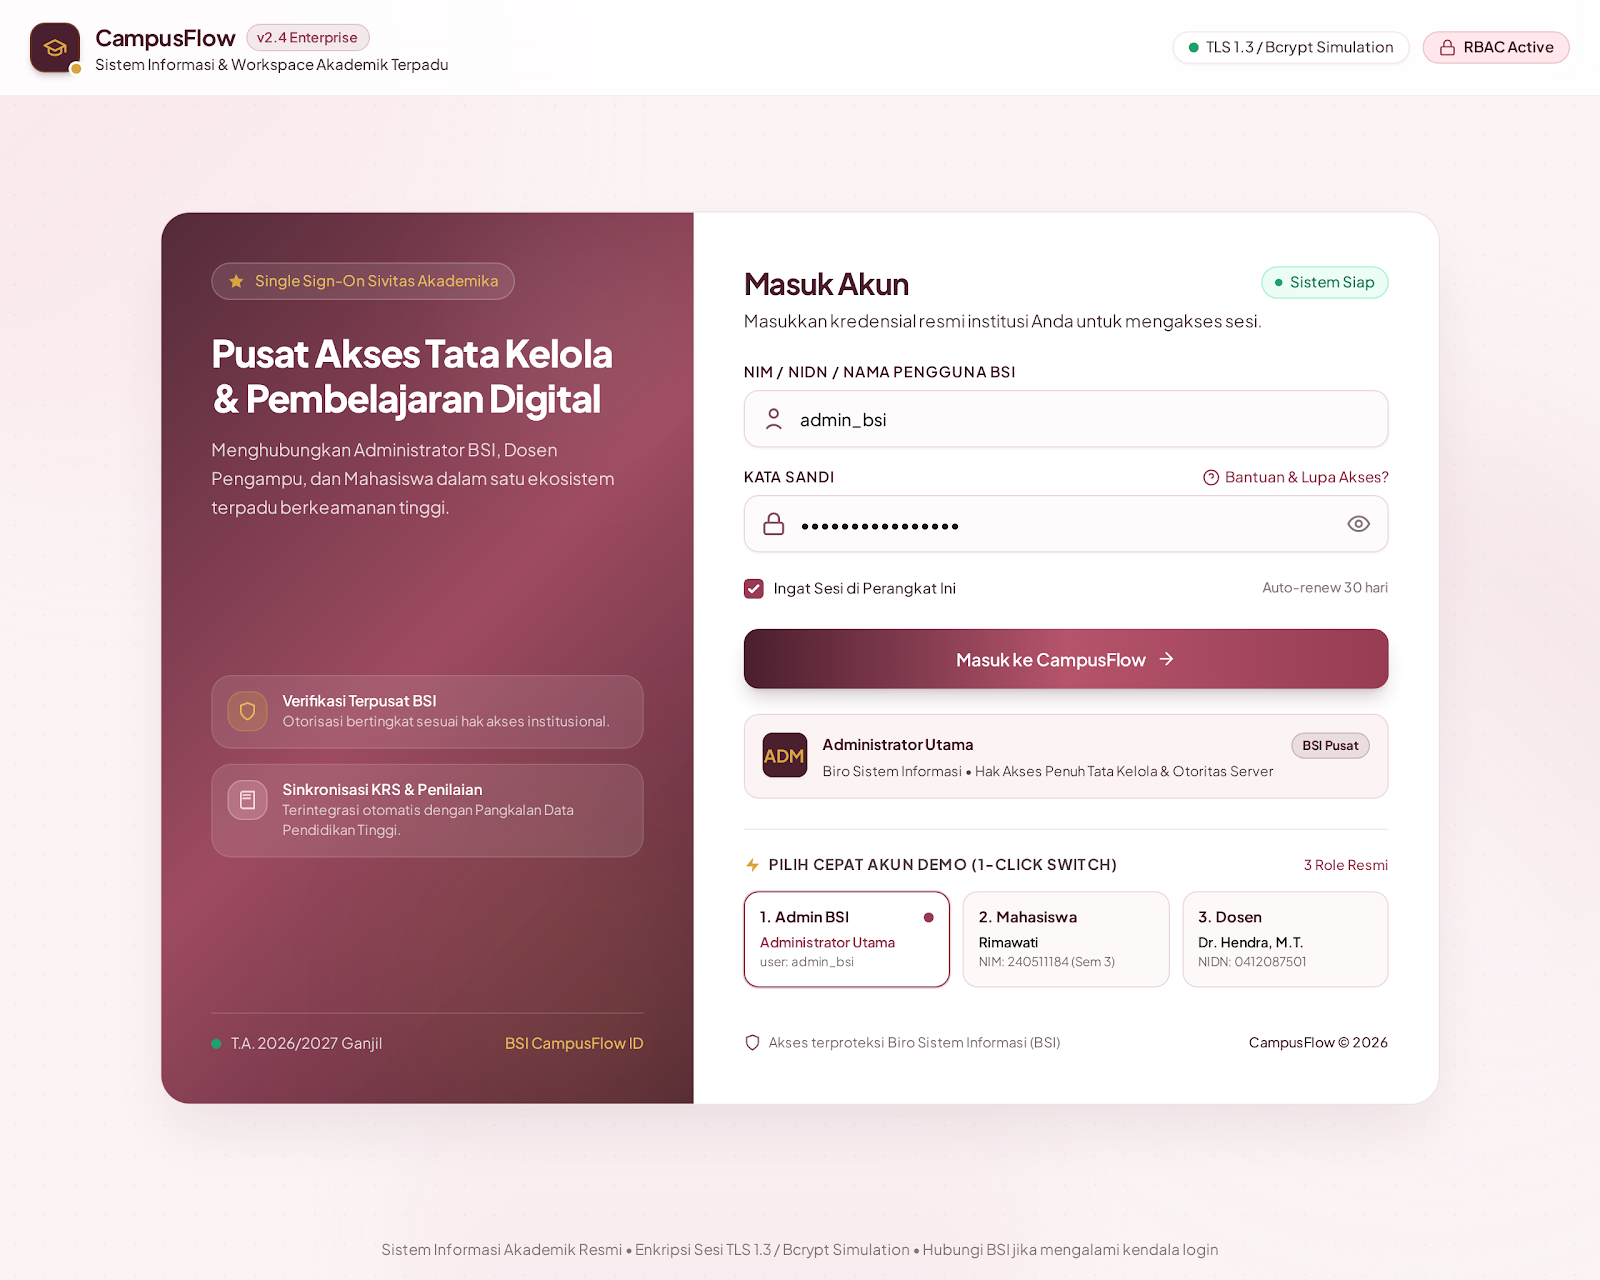 CampusFlow
v2.4 Enterprise
Sistem Informasi & Workspace Akademik Terpadu
TLS 1.3 / Bcrypt Simulation
RBAC Active
Single Sign-On Sivitas Akademika
Pusat Akses Tata Kelola
& Pembelajaran Digital
Menghubungkan Administrator BSI, Dosen
Pengampu, dan Mahasiswa dalam satu ekosistem
terpadu berkeamanan tinggi.
Verifikasi Terpusat BSI
Otorisasi bertingkat sesuai hak akses institusional.
Sinkronisasi KRS & Penilaian
Terintegrasi otomatis dengan Pangkalan Data
Pendidikan Tinggi.
T.A. 2026/2027 Ganjil
BSI CampusFlow ID
Masuk Akun
Sistem Siap
Masukkan kredensial resmi institusi Anda untuk mengakses sesi.
NIM / NIDN / NAMA PENGGUNA BSI
admin_bsi
KATA SANDI
Bantuan & Lupa Akses?
••••••••••••••••
Ingat Sesi di Perangkat Ini
Auto-renew 30 hari
Masuk ke CampusFlow →
ADM
Administrator Utama
BSI Pusat
Biro Sistem Informasi • Hak Akses Penuh Tata Kelola & Otoritas Server
PILIH CEPAT AKUN DEMO (1-CLICK SWITCH)
3 Role Resmi
1. Admin BSI
Administrator Utama
user: admin_bsi
2. Mahasiswa
Rimawati
NIM: 240511184 (Sem 3)
3. Dosen
Dr. Hendra, M.T.
NIDN: 0412087501
Akses terproteksi Biro Sistem Informasi (BSI)
CampusFlow © 2026
Sistem Informasi Akademik Resmi • Enkripsi Sesi TLS 1.3 / Bcrypt Simulation • Hubungi BSI jika mengalami kendala login